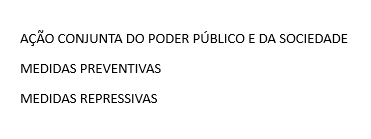 AÇÃO CONJUNTA DO PODER PÚBLICO E DA SOCIEDADE
MEDIDAS PREVENTIVAS
MEDIDAS REPRESSIVAS